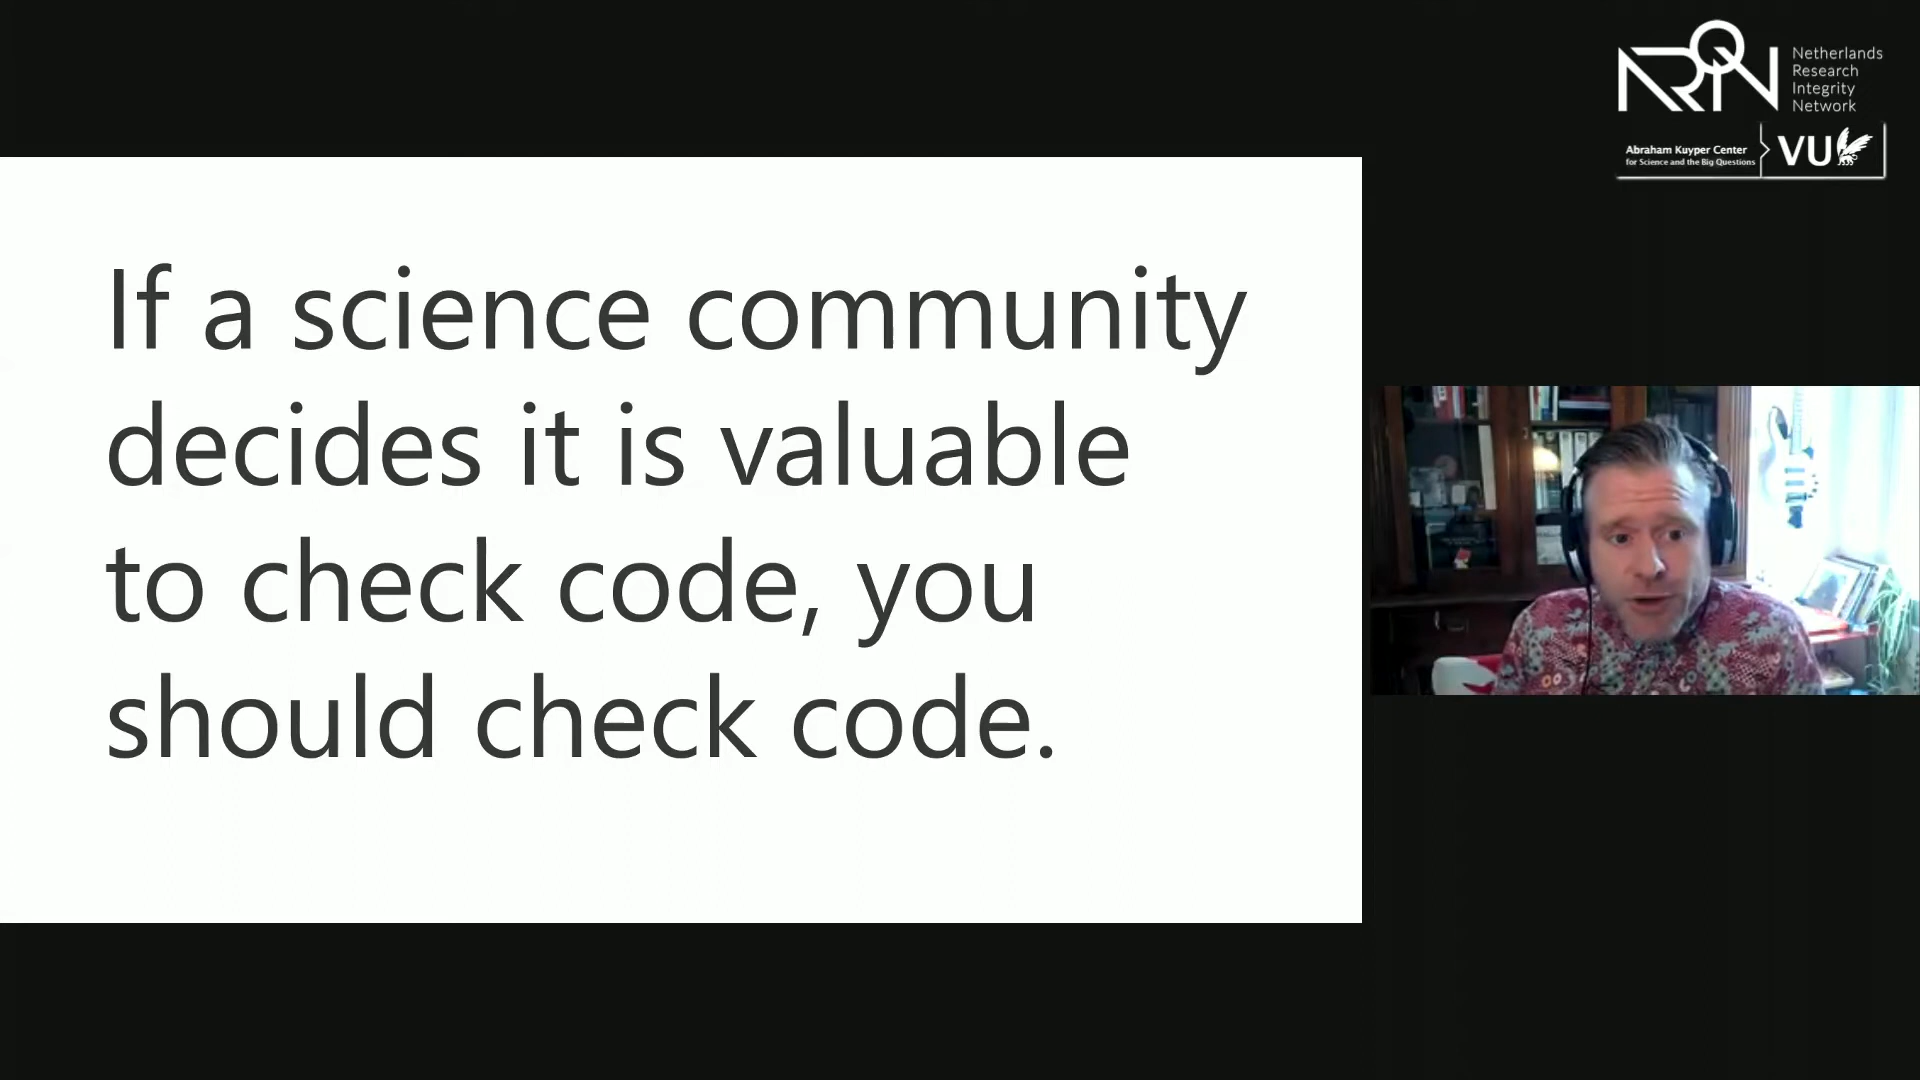 If a science community
decides it is valuable
to check code, you
should check code.
NRIN
Netherlands
Research
Integrity
Network
Abraham Kuyper Center
for Science and the Big Questions
VU